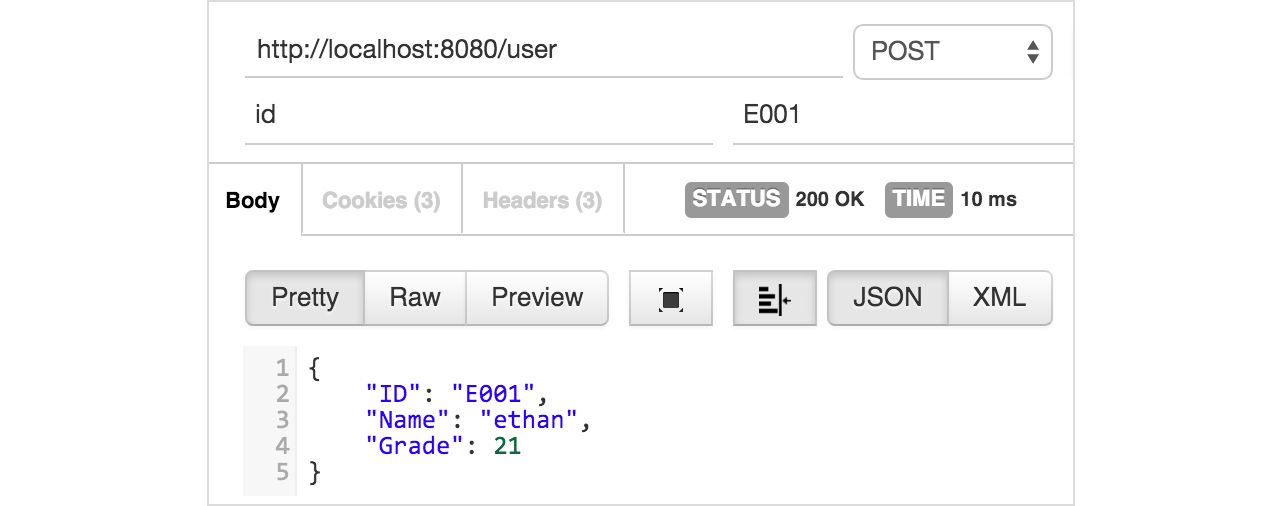 http://localhost:8080/user POST
id E001
Body Cookies (3) Headers (3) STATUS 200 OK TIME 10 ms
Pretty Raw Preview JSON XML
1 {
2 "ID": "E001",
3 "Name": "ethan",
4 "Grade": 21
5 }